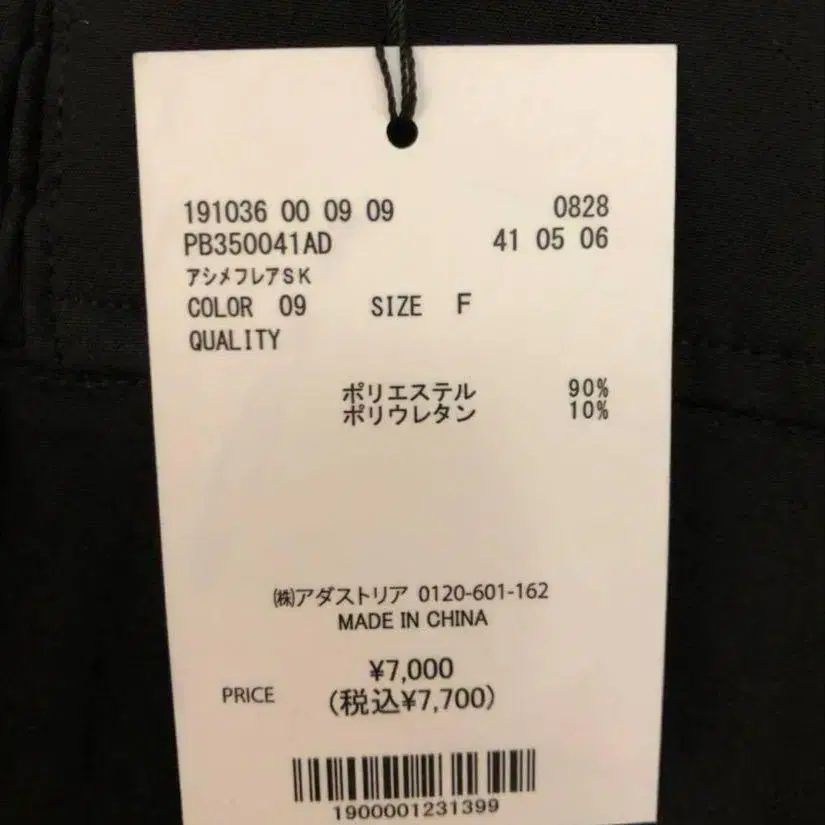 191036 00 09 09 0828
PB350041AD 41 05 06
アシメフレアSK
COLOR 09 SIZE F
QUALITY
ポリエステル 90%
ポリウレタン 10%
㈱アダストリア 0120-601-162
MADE IN CHINA
¥7,000
PRICE (税込¥7,700)
1900001231399